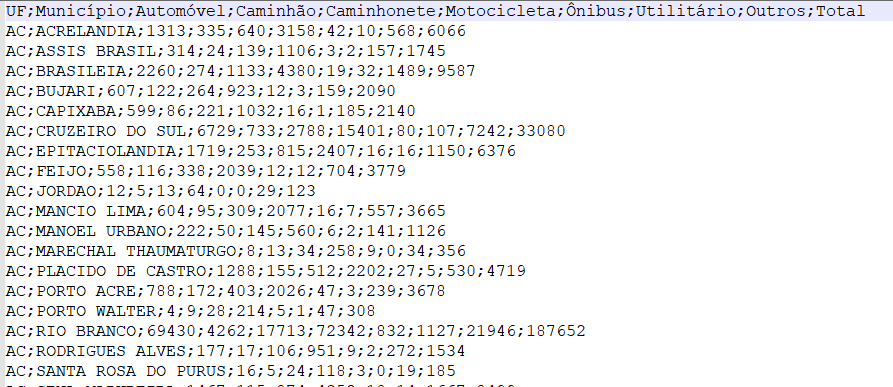 UF;Município;Automóvel;Caminhão;Caminhonete;Motocicleta;Ônibus;Utilitário;Outros;Total
AC;ACRELANDIA;1313;335;640;3158;42;10;568;6066
AC;ASSIS BRASIL;314;24;139;1106;3;2;157;1745
AC;BRASILEIA;2260;274;1133;4380;19;32;1489;9587
AC;BUJARI;607;122;264;923;12;3;159;2090
AC;CAPIXABA;599;86;221;1032;16;1;185;2140
AC;CRUZEIRO DO SUL;6729;733;2788;15401;80;107;7242;33080
AC;EPITACIOLANDIA;1719;253;815;2407;16;16;1150;6376
AC;FEIJO;558;116;338;2039;12;12;704;3779
AC;JORDAO;12;5;13;64;0;0;29;123
AC;MANCIO LIMA;604;95;309;2077;16;7;557;3665
AC;MANOEL URBANO;222;50;145;560;6;2;141;1126
AC;MARECHAL THAUMATURGO;8;13;34;258;9;0;34;356
AC;PLACIDO DE CASTRO;1288;155;512;2202;27;5;530;4719
AC;PORTO ACRE;788;172;403;2026;47;3;239;3678
AC;PORTO WALTER;4;9;28;214;5;1;47;308
AC;RIO BRANCO;69430;4262;17713;72342;832;1127;21946;187652
AC;RODRIGUES ALVES;177;17;106;951;9;2;272;1534
AC;SANTA ROSA DO PURUS;16;5;24;118;3;0;19;185